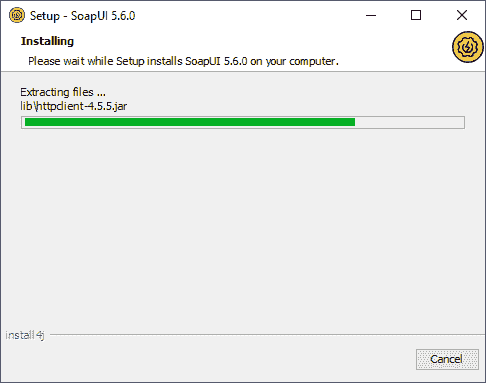 Setup - SoapUI 5.6.0
Installing
Please wait while Setup installs SoapUI 5.6.0 on your computer.
Extracting files ...
lib\httpclient-4.5.5.jar
install4j
Cancel